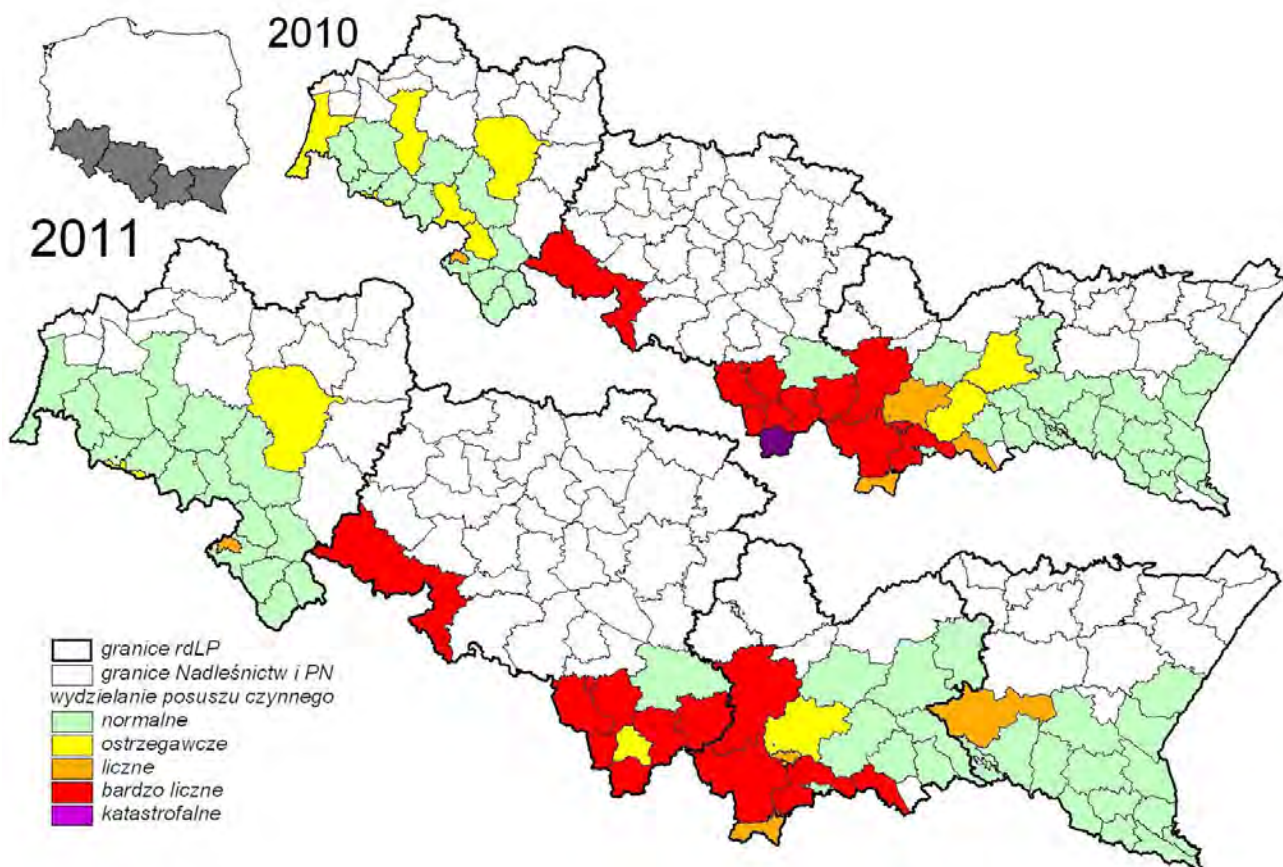 2010
2011
granice rdLP
granice Nadleśnictw i PN
wydzielanie posuszu czynnego
normalne
ostrzegawcze
liczne
bardzo liczne
katastrofalne